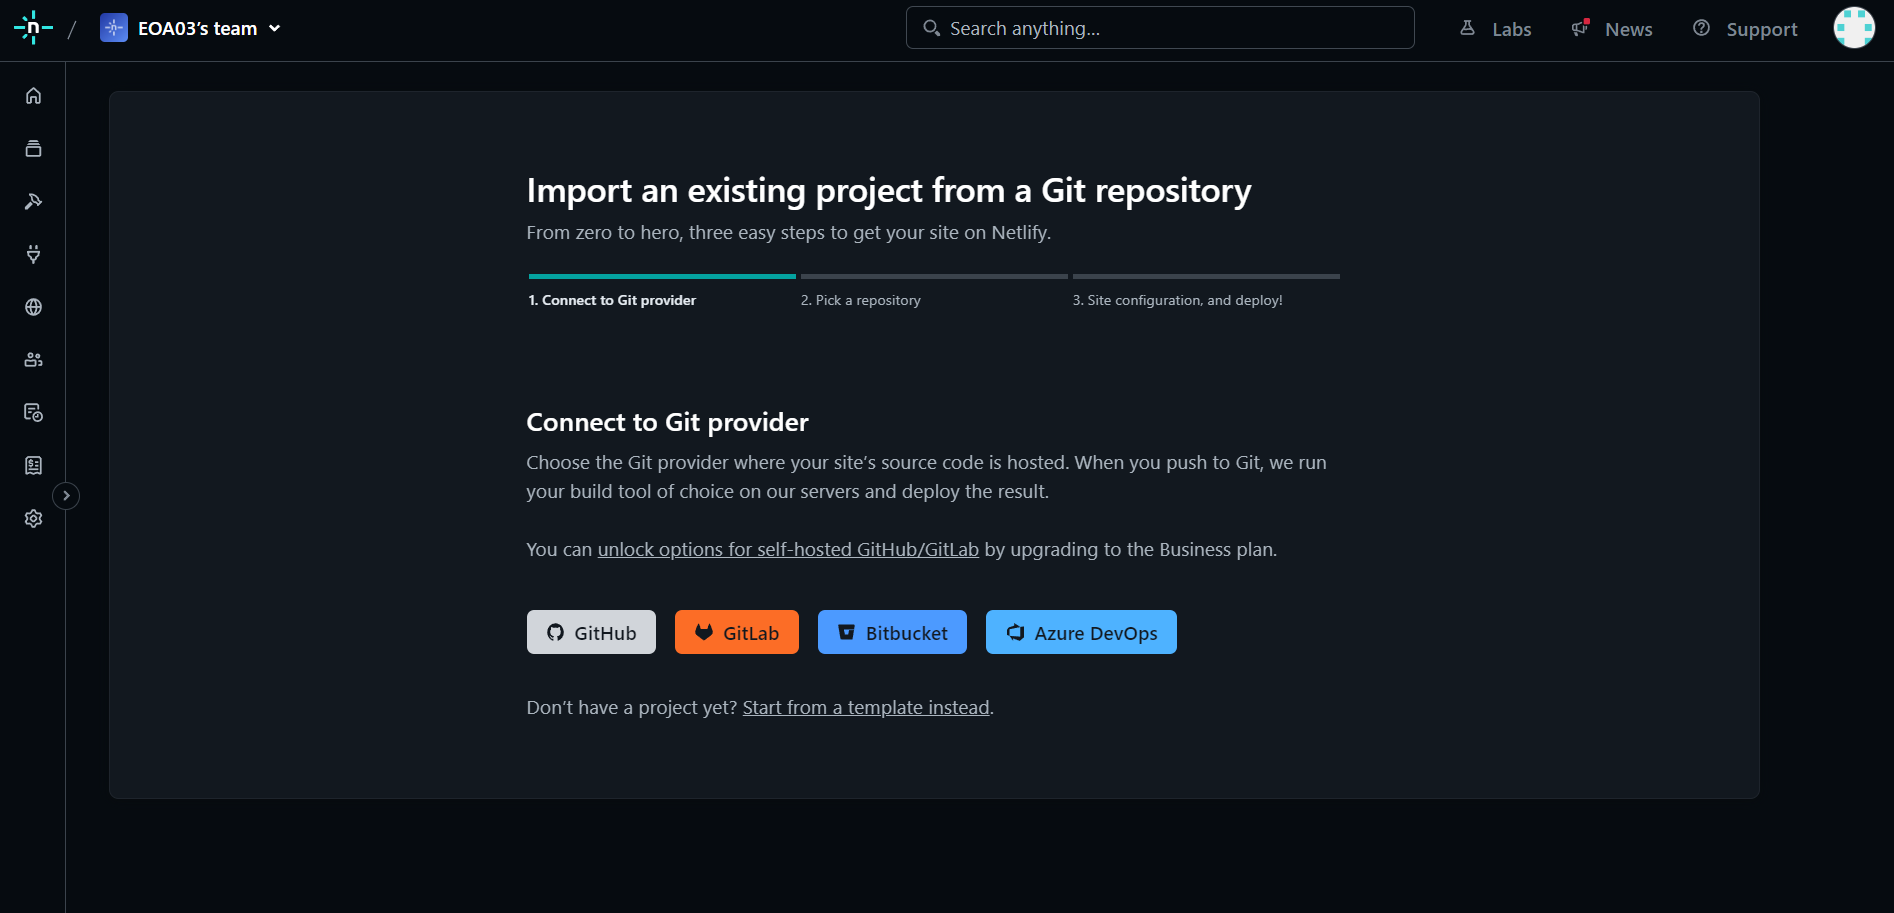 n / EOA03's team
Search anything...
Labs
News
Support
Import an existing project from a Git repository
From zero to hero, three easy steps to get your site on Netlify.
1. Connect to Git provider
2. Pick a repository
3. Site configuration, and deploy!
Connect to Git provider
Choose the Git provider where your site's source code is hosted. When you push to Git, we run
your build tool of choice on our servers and deploy the result.
You can unlock options for self-hosted GitHub/GitLab by upgrading to the Business plan.
GitHub
GitLab
Bitbucket
Azure DevOps
Don't have a project yet? Start from a template instead.